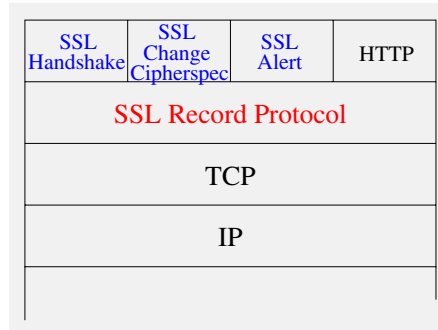 SSL
Handshake
SSL
Change
Cipherspec
SSL
Alert
HTTP
SSL Record Protocol
TCP
IP